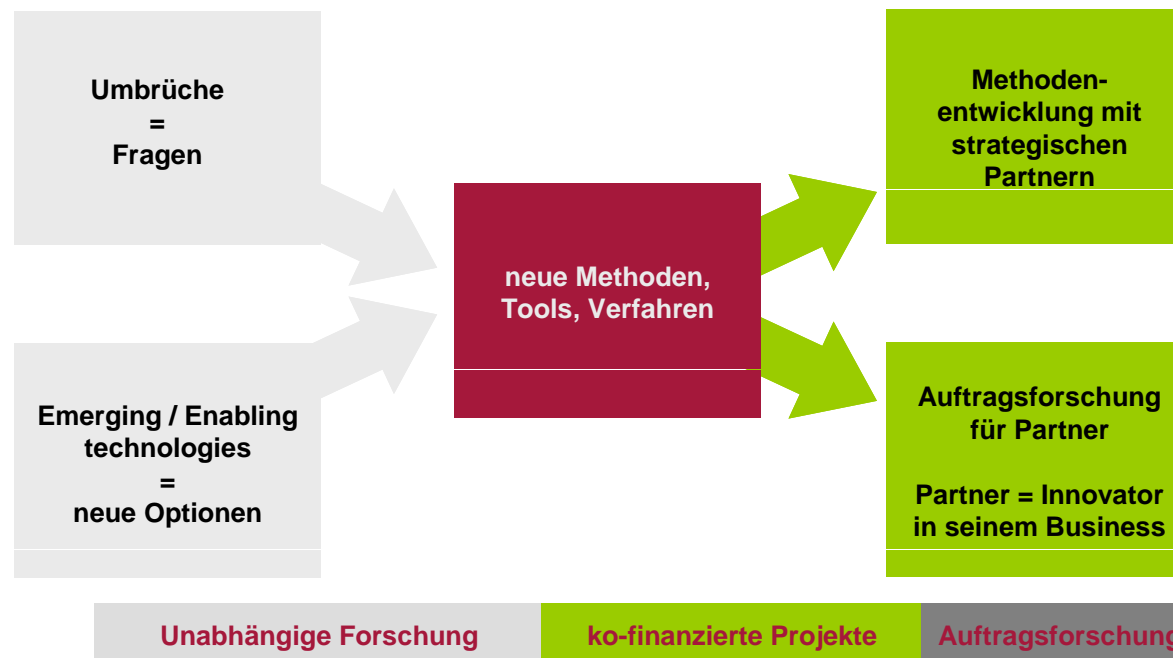 Umbrüche
=
Fragen
Emerging / Enabling
technologies
=
neue Optionen
neue Methoden,
Tools, Verfahren
Methoden-
entwicklung mit
strategischen
Partnern
Auftragsforschung
für Partner
Partner = Innovator
in seinem Business
Unabhängige Forschung
ko-finanzierte Projekte
Auftragsforschung